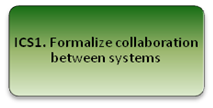 ICS1. Formalize collaboration
between systems